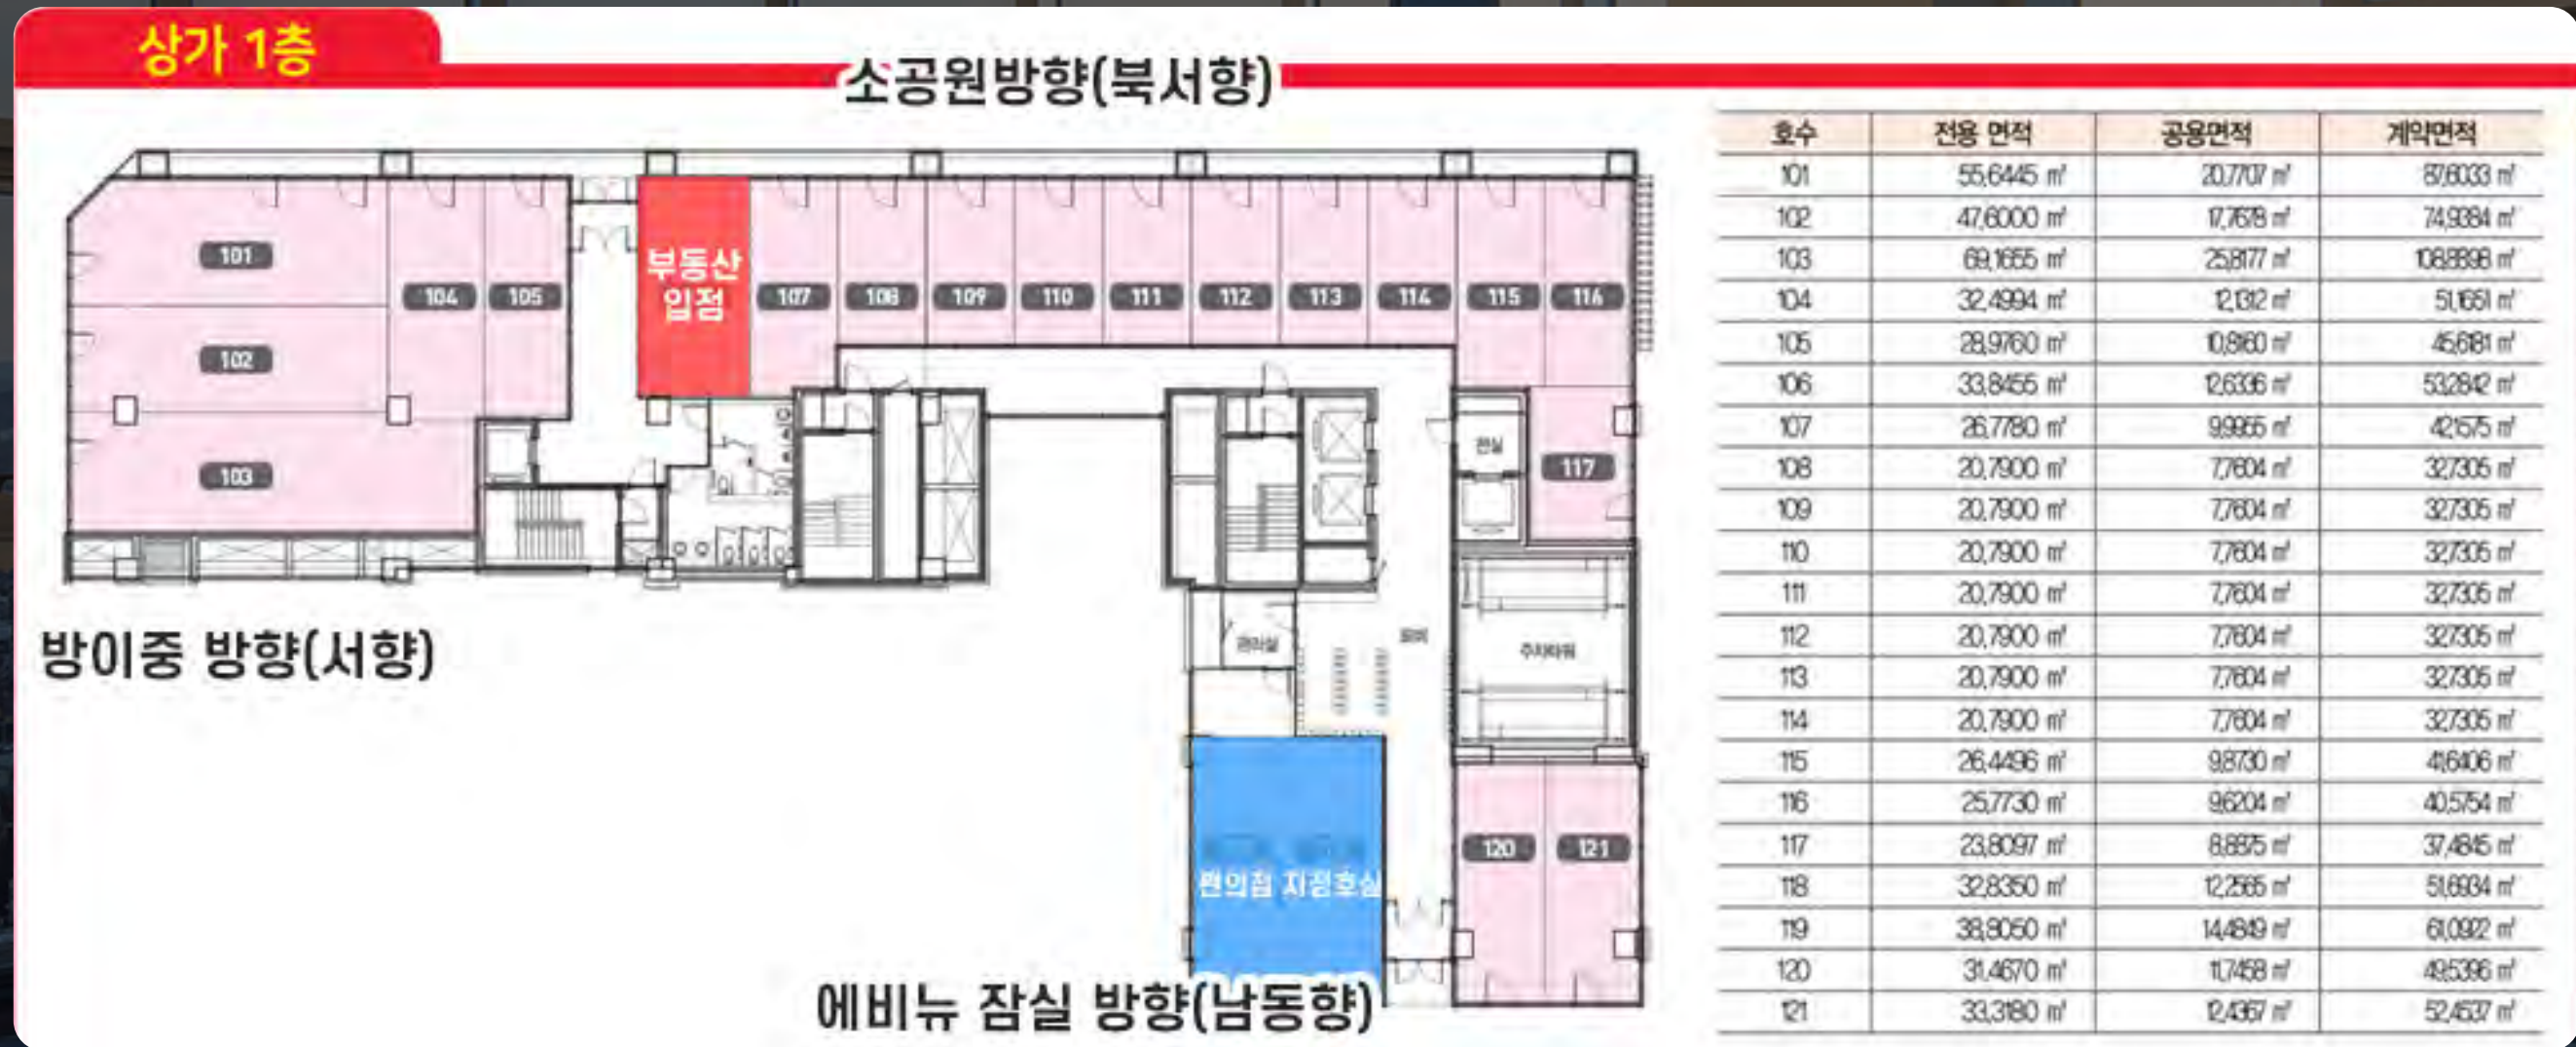 상가 1층
소공원방향(북서향)
101
102
103
104
105
부동산
입점
107
108
109
110
111
112
113
114
115
116
117
전실
관리실
로비
주차타워
120
121
편의점 지정호실
방이중 방향(서향)
에비뉴 잠실 방향(남동향)
호수 전용 면적 공용면적 계약면적
101 55.6445 ㎡ 20.7707 ㎡ 87.6033 ㎡
102 47.6000 ㎡ 17.7678 ㎡ 74.9384 ㎡
103 69.1655 ㎡ 25.8177 ㎡ 108.8898 ㎡
104 32.4994 ㎡ 12.1312 ㎡ 51.1651 ㎡
105 28.9760 ㎡ 10.8160 ㎡ 45.6181 ㎡
106 33.8455 ㎡ 12.6336 ㎡ 53.2842 ㎡
107 26.7780 ㎡ 9.9955 ㎡ 42.1575 ㎡
108 20.7900 ㎡ 7.7604 ㎡ 32.7305 ㎡
109 20.7900 ㎡ 7.7604 ㎡ 32.7305 ㎡
110 20.7900 ㎡ 7.7604 ㎡ 32.7305 ㎡
111 20.7900 ㎡ 7.7604 ㎡ 32.7305 ㎡
112 20.7900 ㎡ 7.7604 ㎡ 32.7305 ㎡
113 20.7900 ㎡ 7.7604 ㎡ 32.7305 ㎡
114 20.7900 ㎡ 7.7604 ㎡ 32.7305 ㎡
115 26.4496 ㎡ 9.8730 ㎡ 41.6406 ㎡
116 25.7730 ㎡ 9.6204 ㎡ 40.5754 ㎡
117 23.8097 ㎡ 8.8875 ㎡ 37.4845 ㎡
118 32.8350 ㎡ 12.2565 ㎡ 51.6934 ㎡
119 38.8050 ㎡ 14.4849 ㎡ 61.0922 ㎡
120 31.4670 ㎡ 11.7458 ㎡ 49.5396 ㎡
121 33.3180 ㎡ 12.4367 ㎡ 52.4537 ㎡